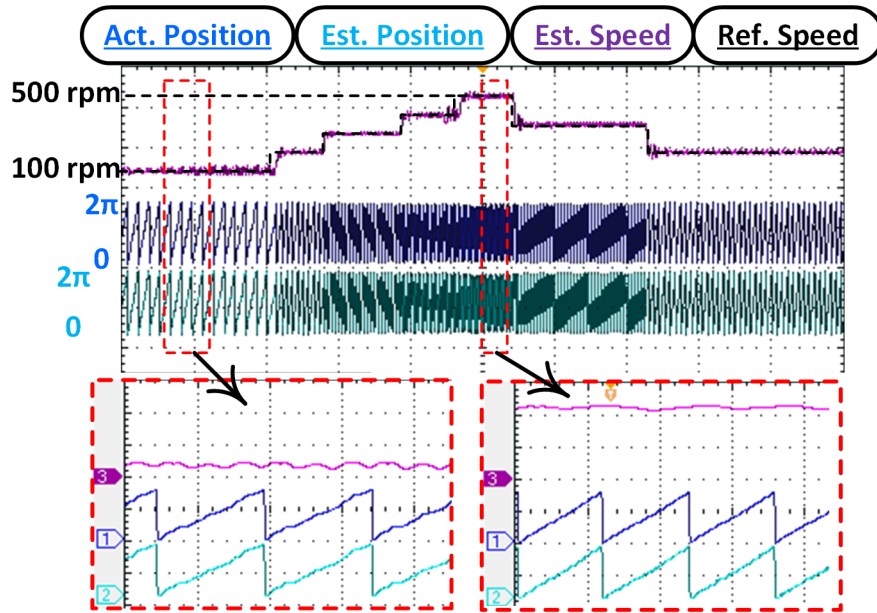 Act. Position Est. Position Est. Speed Ref. Speed
500 rpm
100 rpm
2π
0
2π
0
T
3
3
1
1
2
2